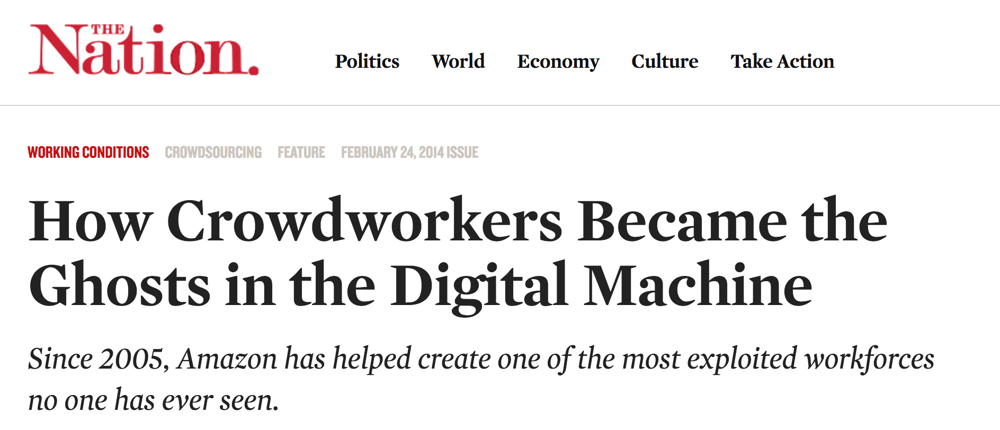 THE
Nation.
Politics World Economy Culture Take Action
WORKING CONDITIONS CROWDSOURCING FEATURE FEBRUARY 24, 2014 ISSUE
How Crowdworkers Became the
Ghosts in the Digital Machine
Since 2005, Amazon has helped create one of the most exploited workforces
no one has ever seen.